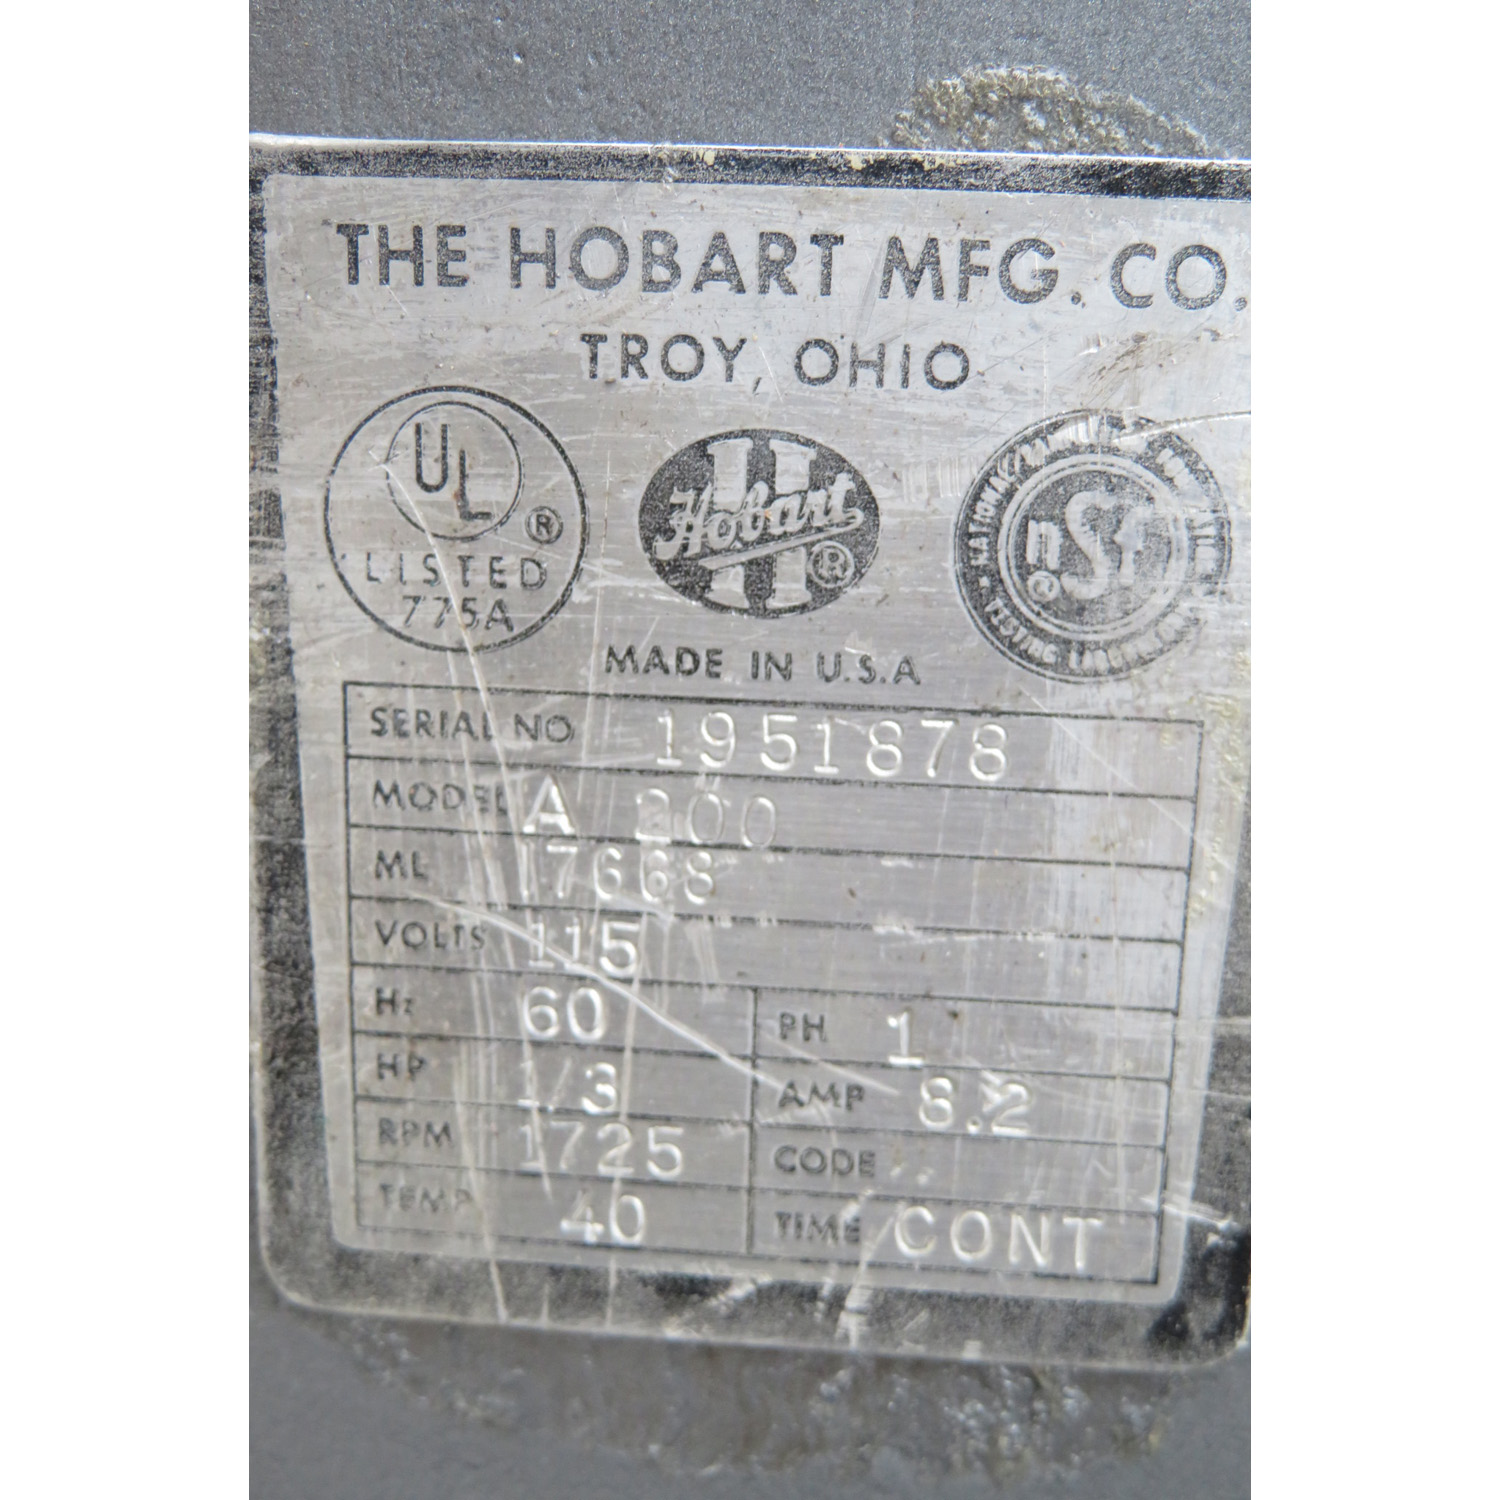 THE HOBART MFG. CO.
TROY, OHIO
UL ®
LISTED
775A
H
Hobart ®
nsf ®
TESTING
MADE IN U.S.A
SERIAL NO 1951878
MODEL A 200
ML 17668
VOLTS 115
Hz 60 PH 1
HP 1/3 AMP 8.2
RPM 1725 CODE
TEMP 40 TIME CONT